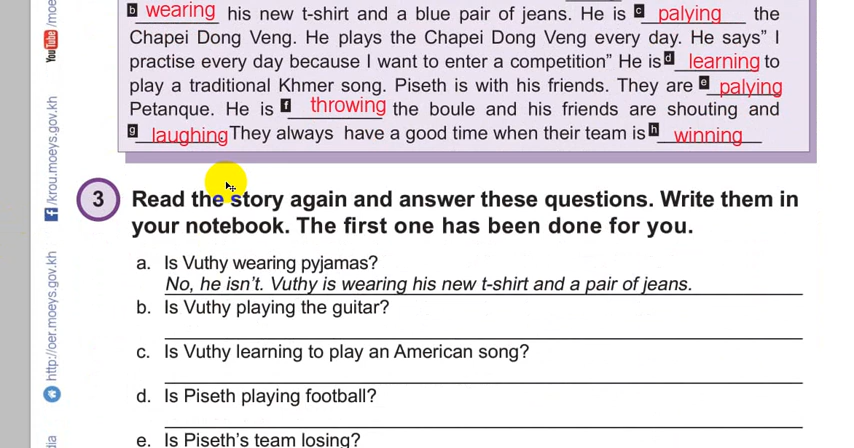 b wearing his new t-shirt and a blue pair of jeans. He is c palying the
Chapei Dong Veng. He plays the Chapei Dong Veng every day. He says" I
practise every day because I want to enter a competition" He is d learning to
play a traditional Khmer song. Piseth is with his friends. They are e palying
Petanque. He is f throwing the boule and his friends are shouting and
g laughing They always have a good time when their team is h winning
3 Read the story again and answer these questions. Write them in
your notebook. The first one has been done for you.
a. Is Vuthy wearing pyjamas?
No, he isn't. Vuthy is wearing his new t-shirt and a pair of jeans.
b. Is Vuthy playing the guitar?
c. Is Vuthy learning to play an American song?
d. Is Piseth playing football?
e. Is Piseth's team losing?
YouTube /moe
f /krou.moeys.gov.kh
http://oer.moeys.gov.kh
dia